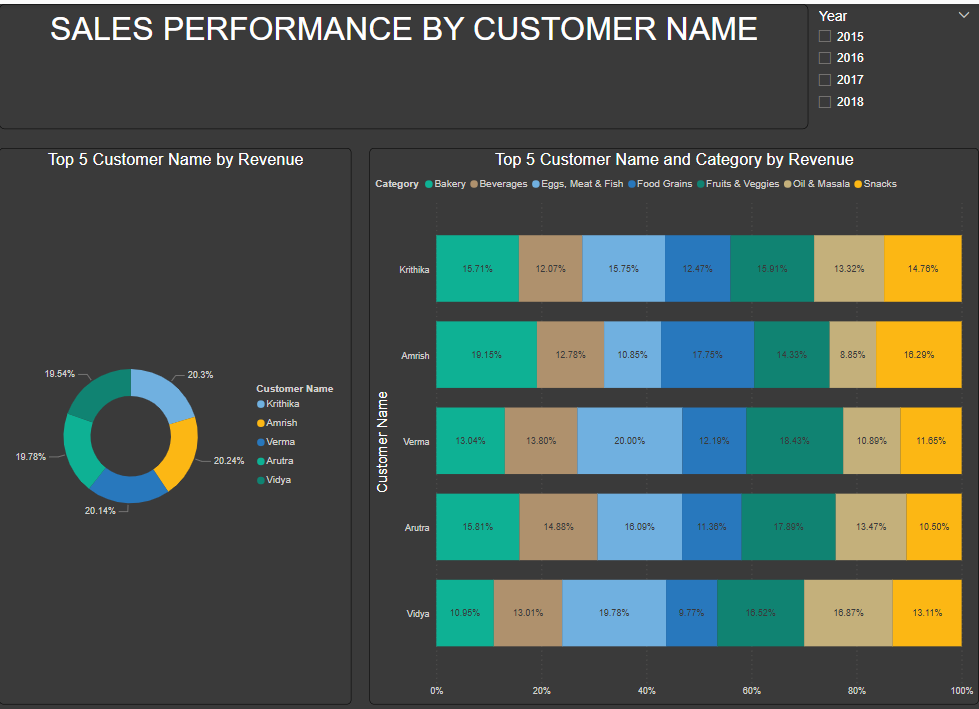 SALES PERFORMANCE BY CUSTOMER NAME
Year
2015
2016
2017
2018
Top 5 Customer Name by Revenue
19.54%
20.3%
19.78%
20.24%
20.14%
Customer Name
Krithika
Amrish
Verma
Arutra
Vidya
Top 5 Customer Name and Category by Revenue
Category Bakery Beverages Eggs, Meat & Fish Food Grains Fruits & Veggies Oil & Masala Snacks
Customer Name
Krithika 15.71% 12.07% 15.75% 12.47% 15.91% 13.32% 14.76%
Amrish 19.15% 12.78% 10.85% 17.75% 14.33% 8.85% 16.29%
Verma 13.04% 13.80% 20.00% 12.19% 18.43% 10.89% 11.65%
Arutra 15.81% 14.88% 16.09% 11.36% 17.89% 13.47% 10.50%
Vidya 10.95% 13.01% 19.78% 9.77% 16.52% 16.87% 13.11%
0% 20% 40% 60% 80% 100%